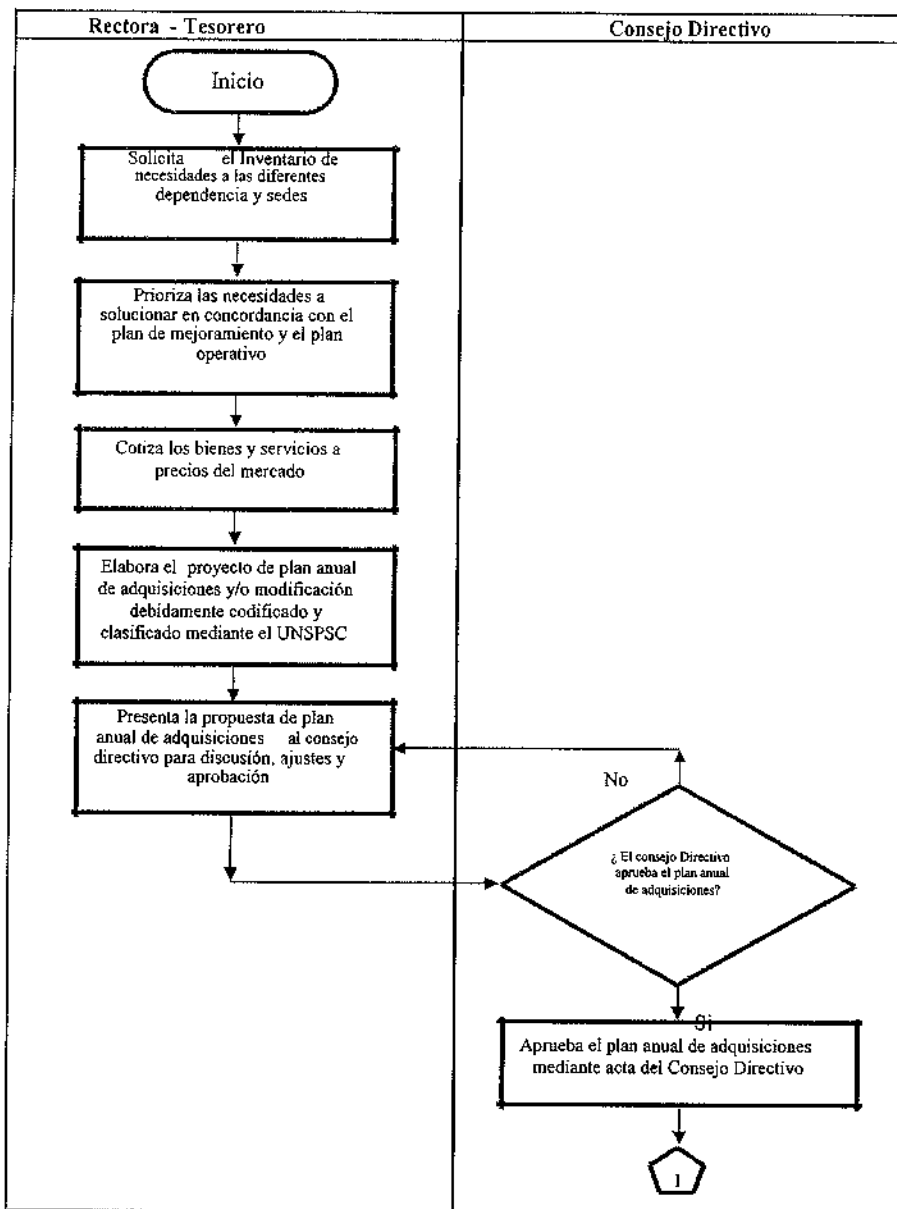 Rectora - Tesorero
Consejo Directivo
Inicio
Solicita el Inventario de
necesidades a las diferentes
dependencia y sedes
Prioriza las necesidades a
solucionar en concordancia con el
plan de mejoramiento y el plan
operativo
Cotiza los bienes y servicios a
precios del mercado
Elabora el proyecto de plan anual
de adquisiciones y/o modificación
debidamente codificado y
clasificado mediante el UNSPSC
Presenta la propuesta de plan
anual de adquisiciones al consejo
directivo para discusión, ajustes y
aprobación
No
¿ El consejo Directivo
aprueba el plan anual
de adquisiciones?
Si
Aprueba el plan anual de adquisiciones
mediante acta del Consejo Directivo
1